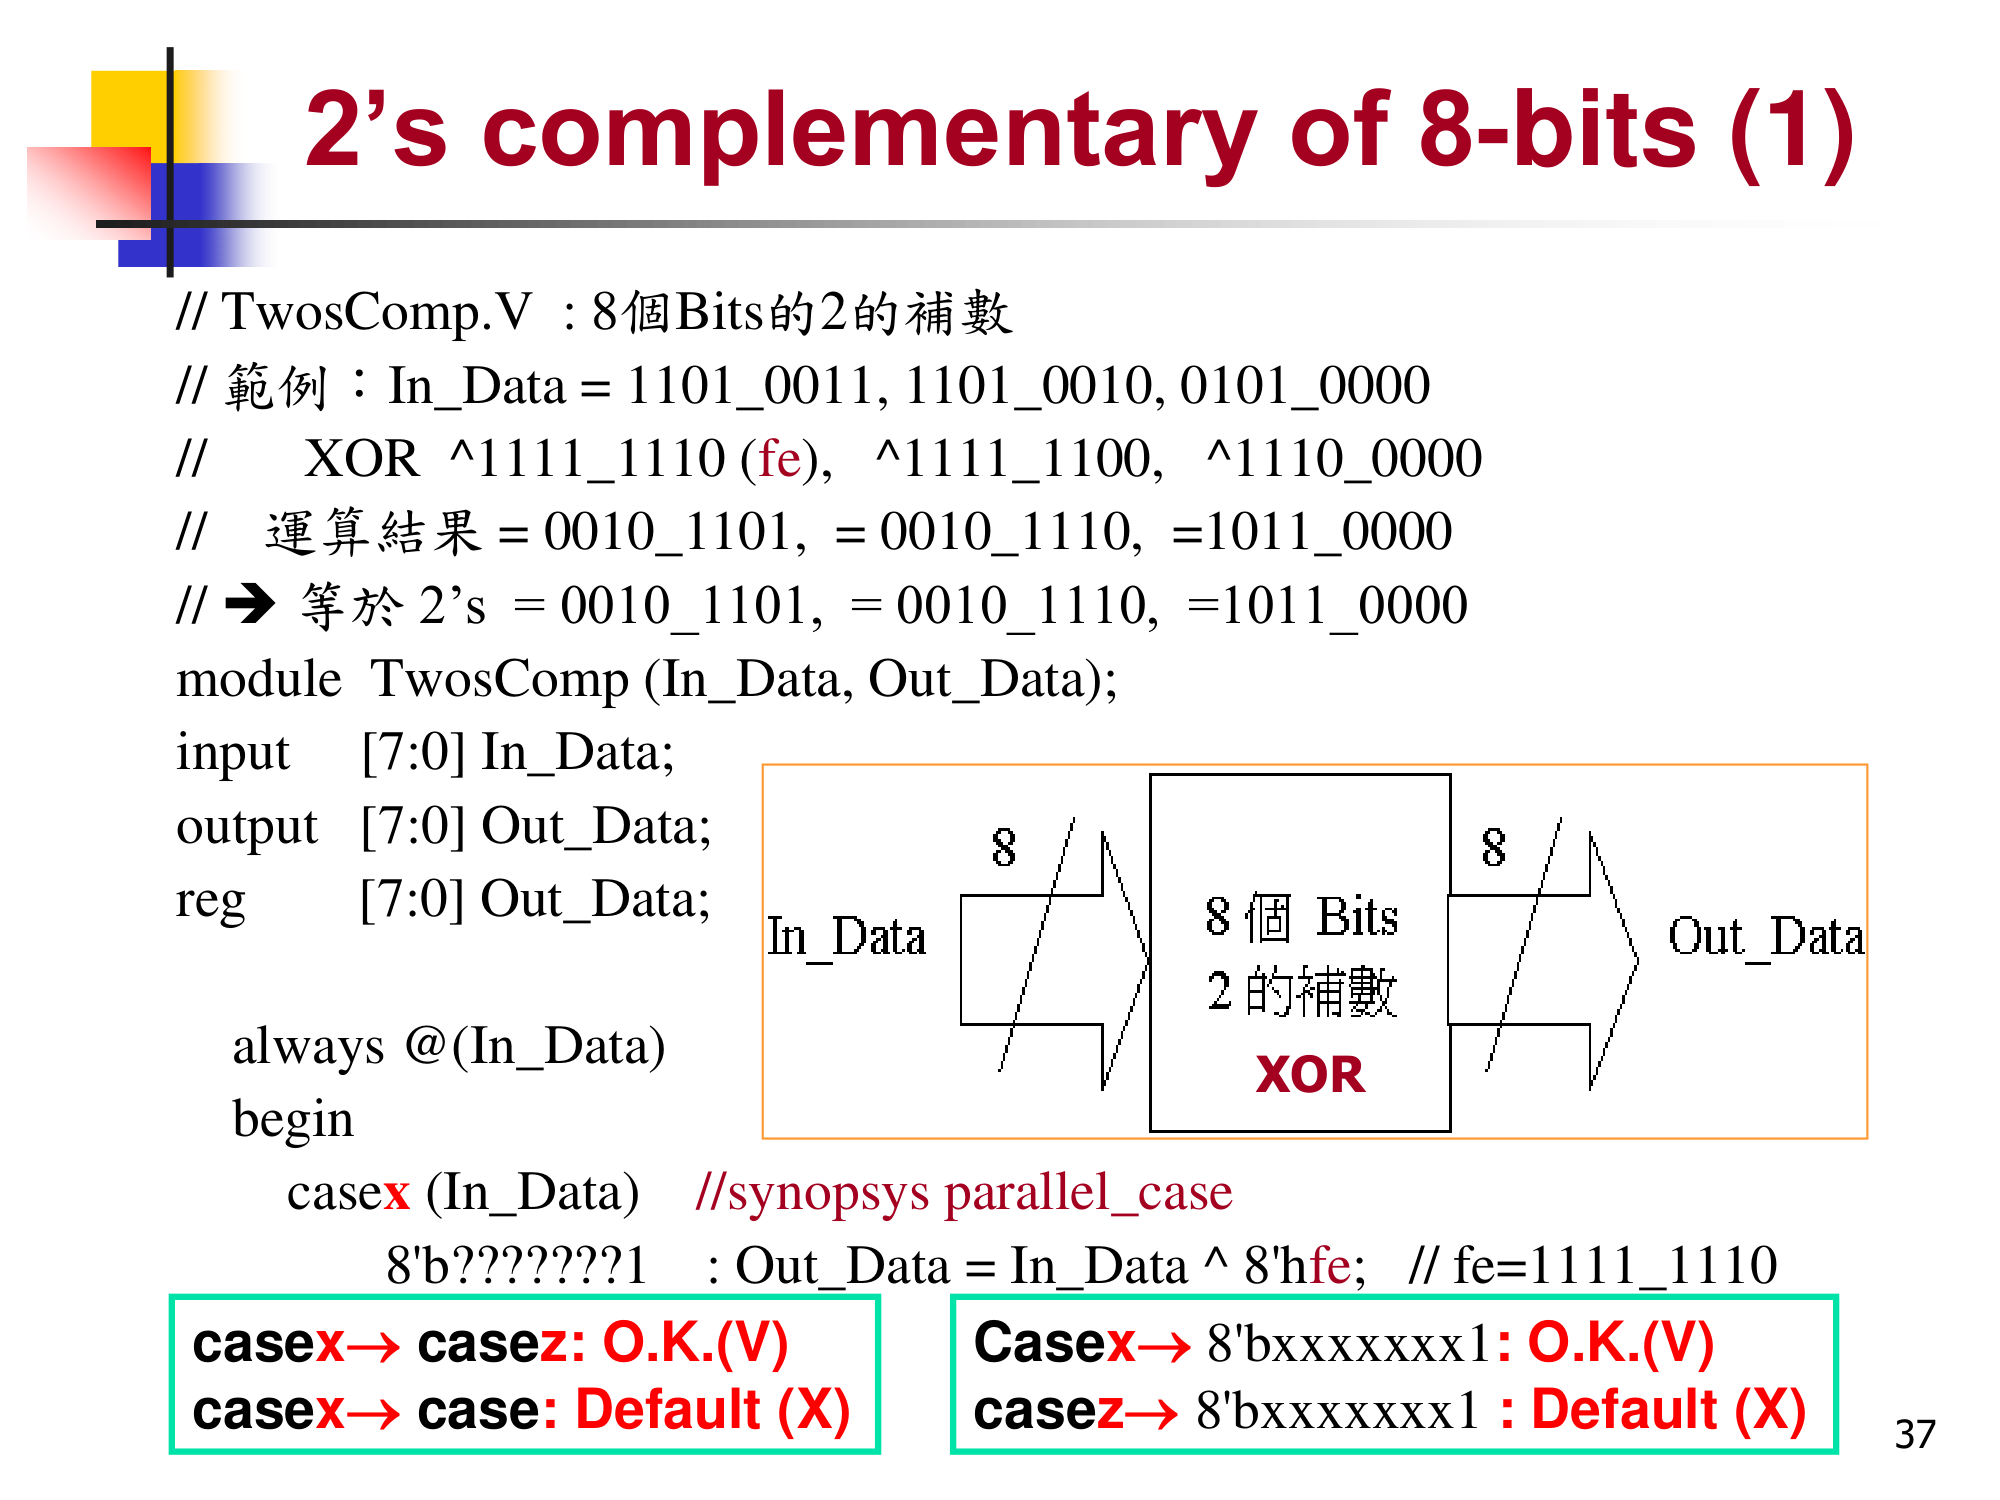 2’s complementary of 8-bits (1)
// TwosComp.V : 8個Bits的2的補數
// 範例：In_Data = 1101_0011, 1101_0010, 0101_0000
// XOR ^1111_1110 (fe), ^1111_1100, ^1110_0000
// 運算結果 = 0010_1101, = 0010_1110, =1011_0000
// ➔ 等於 2’s = 0010_1101, = 0010_1110, =1011_0000
module TwosComp (In_Data, Out_Data);
input [7:0] In_Data;
output [7:0] Out_Data;
reg [7:0] Out_Data;
8
8
In_Data
8 個 Bits
2 的補數
XOR
Out_Data
always @(In_Data)
begin
casex (In_Data) //synopsys parallel_case
8'b???????1 : Out_Data = In_Data ^ 8'hfe; // fe=1111_1110
casex→ casez: O.K.(V)
casex→ case: Default (X)
Casex→ 8'bxxxxxxx1: O.K.(V)
casez→ 8'bxxxxxxx1 : Default (X)
37